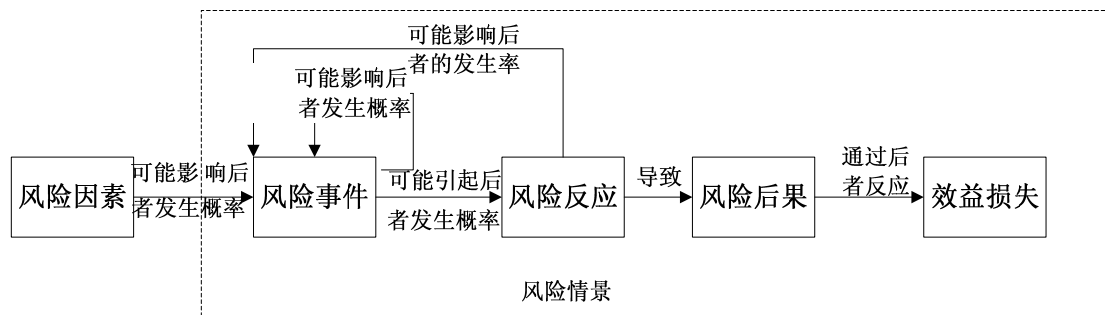 可能影响后
者的发生率
可能影响后
者发生概率
风险因素
可能影 响后
者发生概率
风险事件
可能引起后
者发生概率
风险反应
导致
风险后果
通过后
者反应
效益损失
风险情景